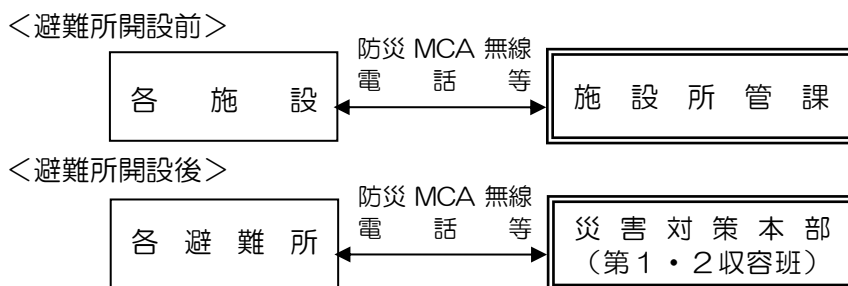 ＜避難所開設前＞
防災 MCA 無線
電話等
各施設
施設所管課
＜避難所開設後＞
防災 MCA 無線
電話等
各避難所
災害対策本部
（第１・２収容班）